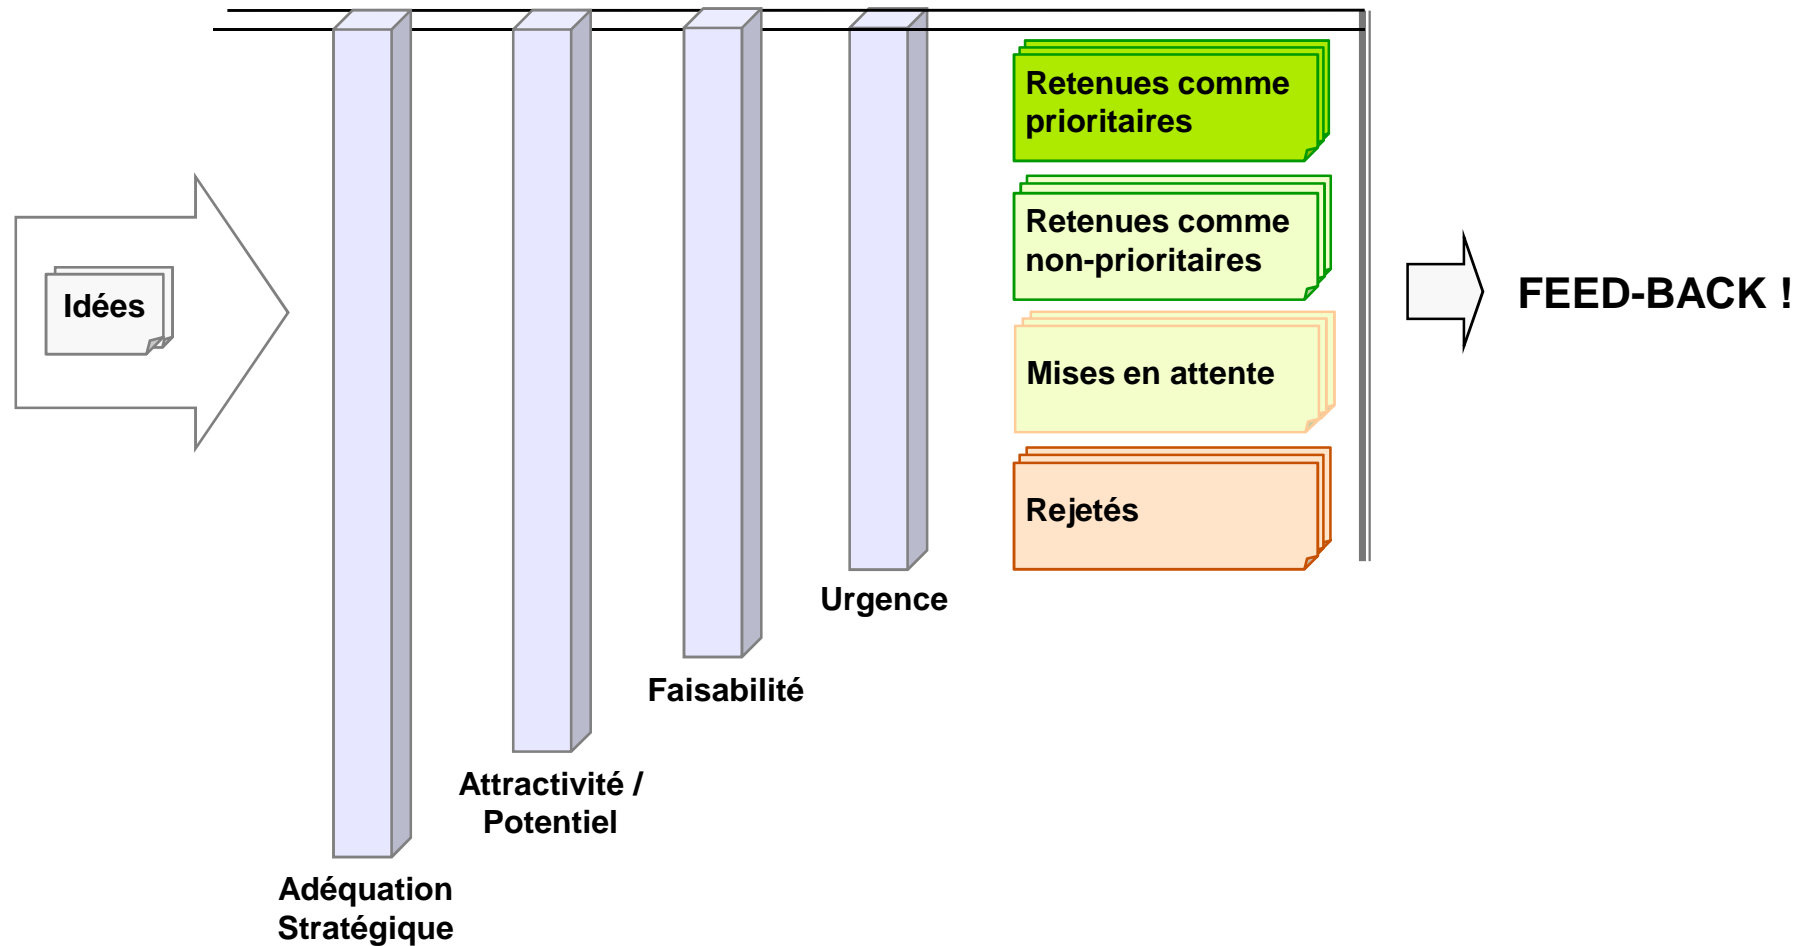 Idées
Adéquation
Stratégique
Attractivité /
Potentiel
Faisabilité
Urgence
Retenues comme
prioritaires
Retenues comme
non-prioritaires
Mises en attente
Rejetés
FEED-BACK !